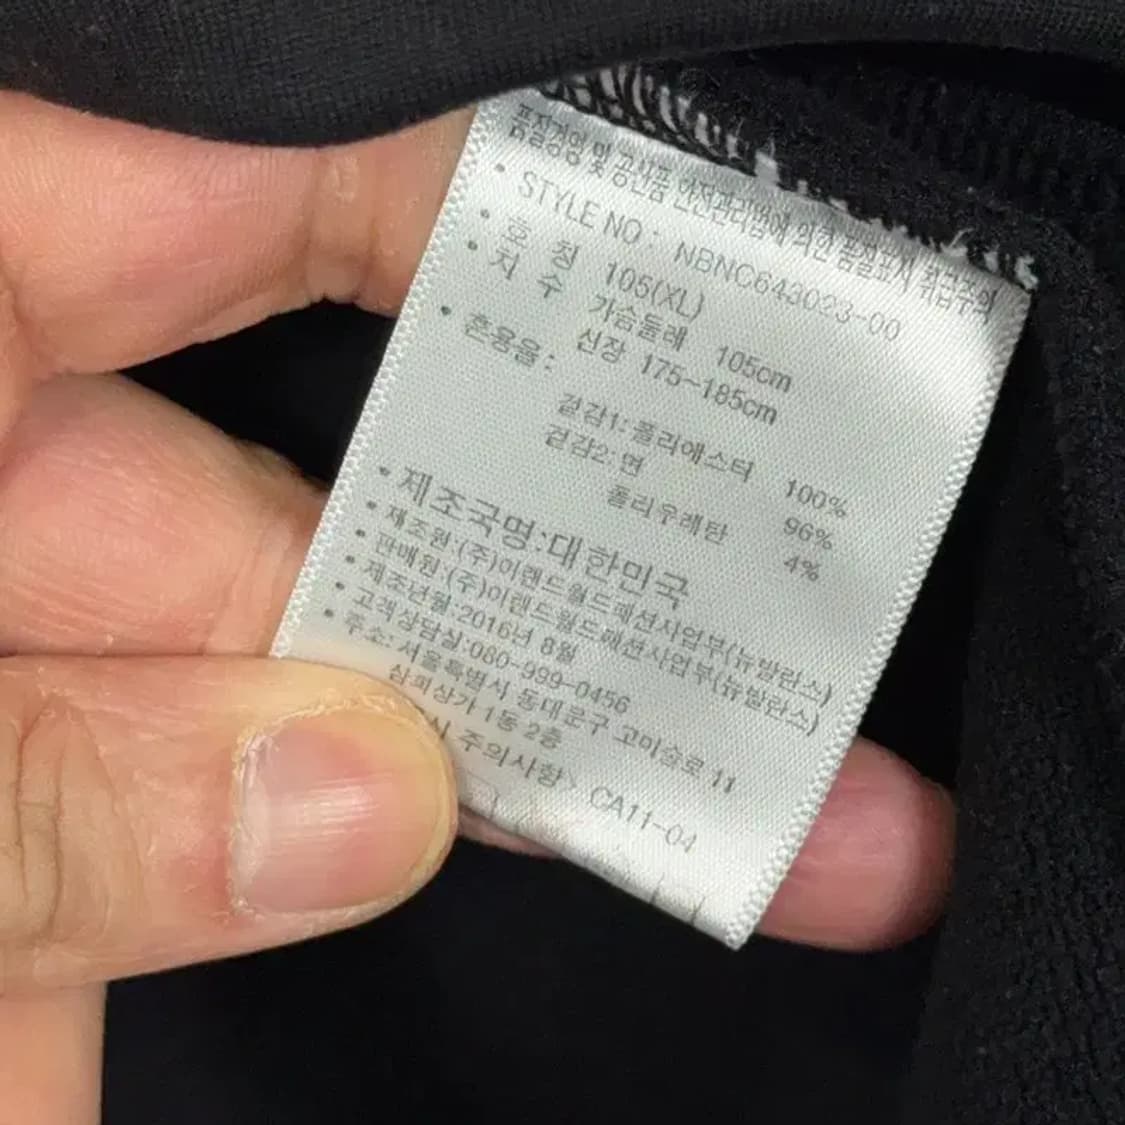 품질경영 및 공산품 안전관리법에 의한 품질표시 취급주의
• STYLE NO : NBNC643023-00
• 호 칭 105(XL)
• 치 수 가슴둘레 105cm
신장 175~185cm
• 혼용율 :
겉감1: 폴리에스터 100%
겉감2: 면 96%
폴리우레탄 4%
• 제조국명:대한민국
• 제조원:(주)이랜드월드패션사업부(뉴발란스)
• 판매원:(주)이랜드월드패션사업부(뉴발란스)
• 제조년월:2016년 8월
• 고객상담실:080-999-0456
• 주소: 서울특별시 동대문구 고미술로 11
삼희상가 1동 2층
주의사항> CA11-04